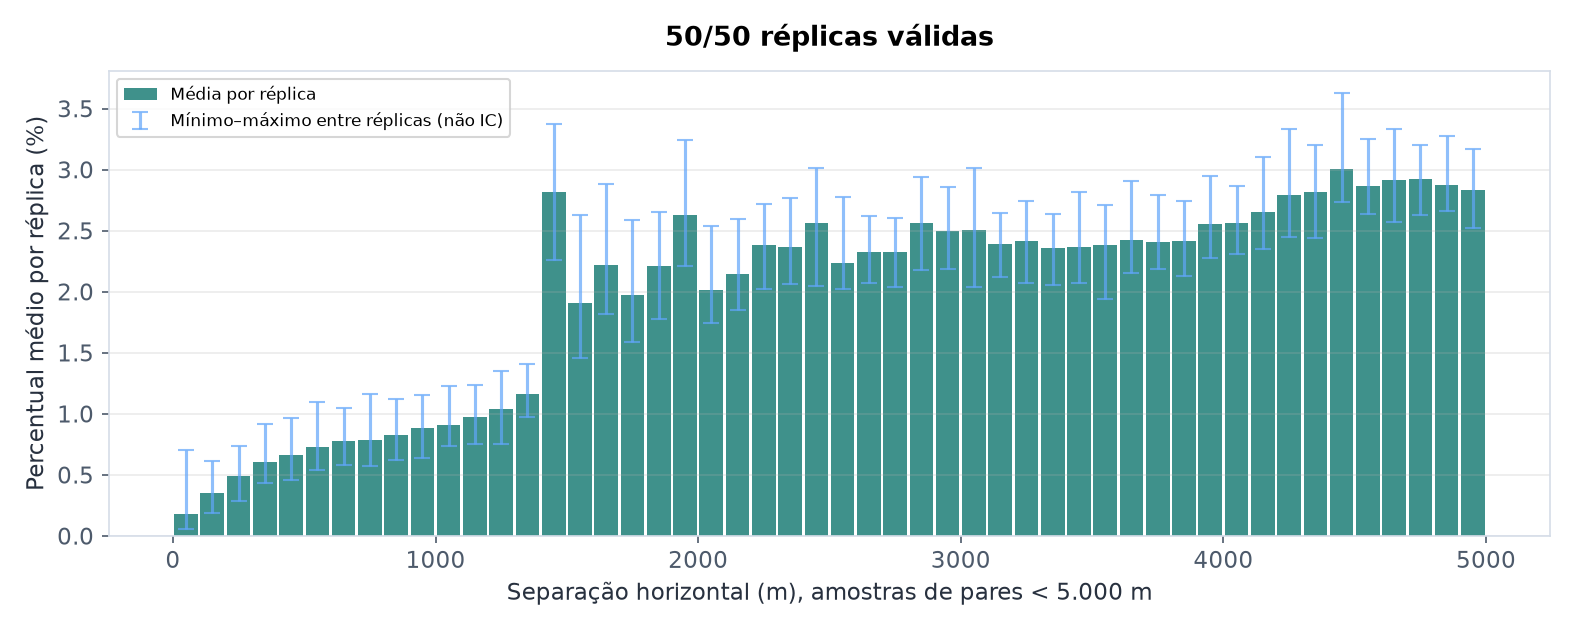 50/50 réplicas válidas
Média por réplica
Mínimo–máximo entre réplicas (não IC)
Percentual médio por réplica (%)
3.5
3.0
2.5
2.0
1.5
1.0
0.5
0.0
0 1000 2000 3000 4000 5000
Separação horizontal (m), amostras de pares < 5.000 m